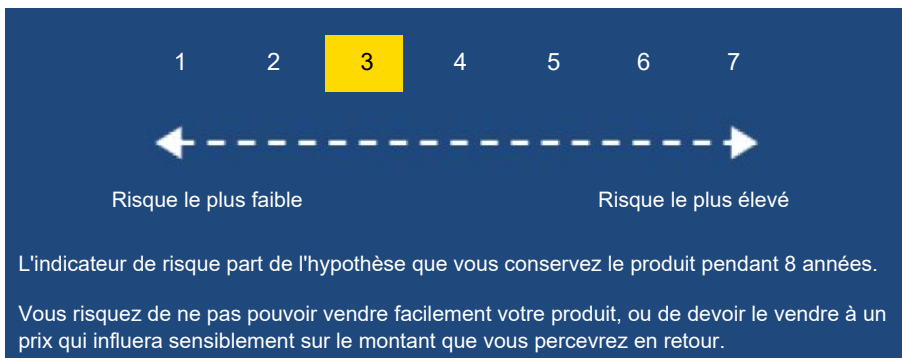 1 2 3 4 5 6 7
Risque le plus faible Risque le plus élevé
L'indicateur de risque part de l'hypothèse que vous conservez le produit pendant 8 années.
Vous risquez de ne pas pouvoir vendre facilement votre produit, ou de devoir le vendre à un
prix qui influera sensiblement sur le montant que vous percevrez en retour.